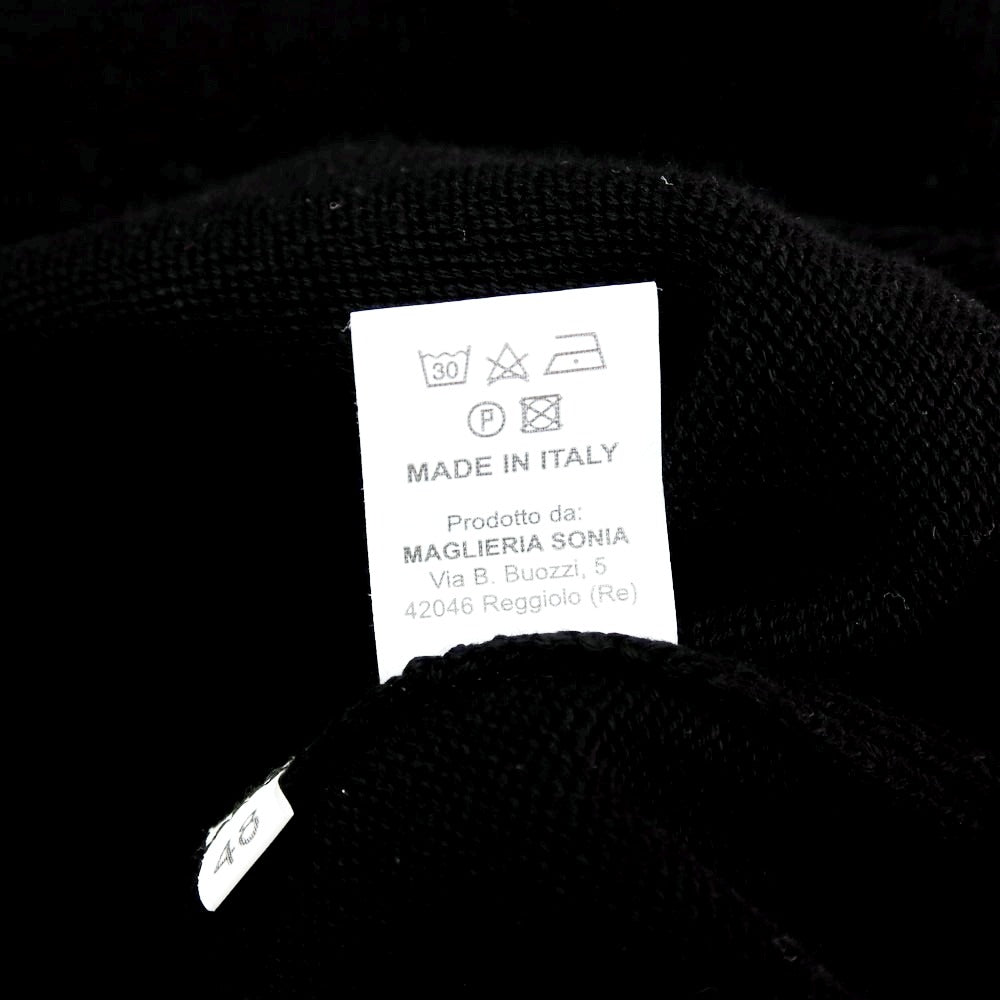 30
P
MADE IN ITALY
Prodotto da:
MAGLIERIA SONIA
Via B. Buozzi, 5
42046 Reggiolo (Re)
48